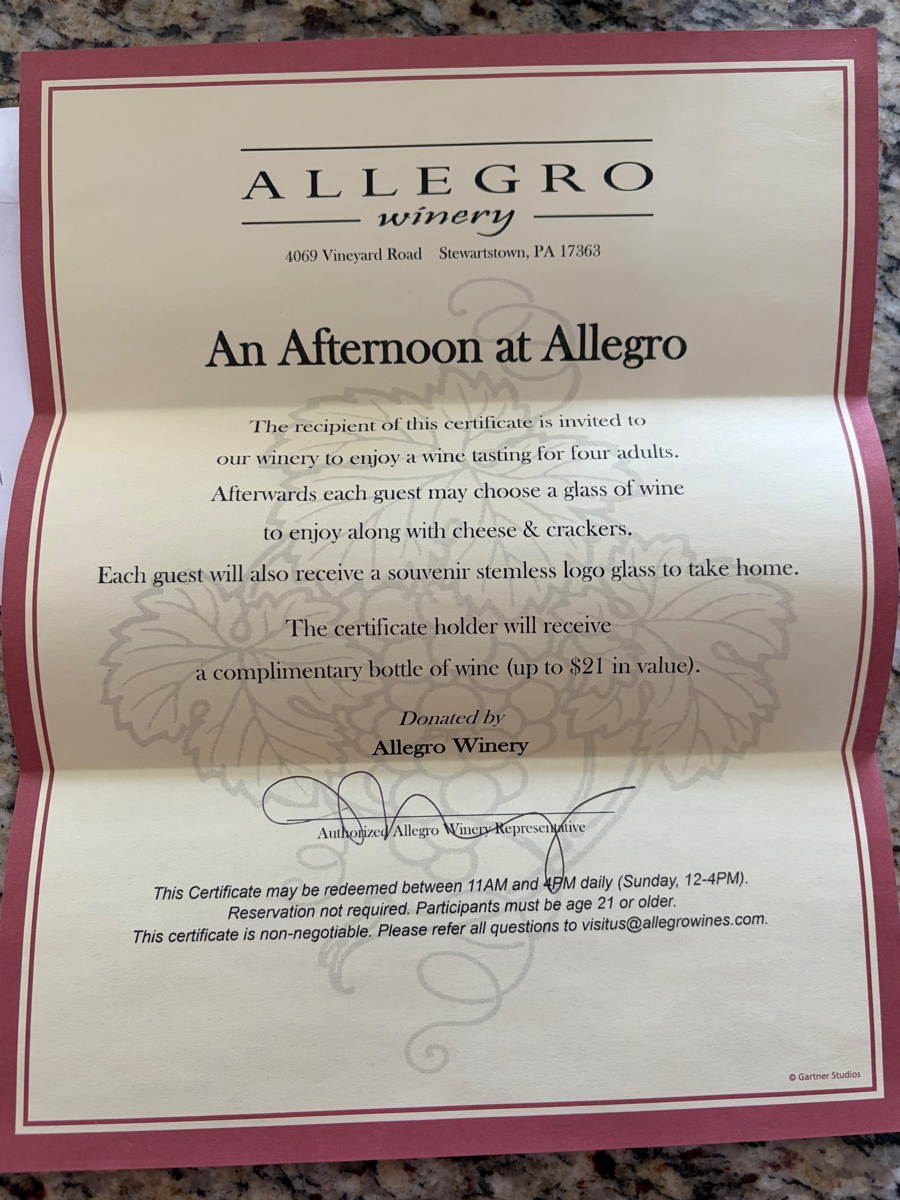 ALLEGRO
winery
4069 Vineyard Road Stewartstown, PA 17363
An Afternoon at Allegro
The recipient of this certificate is invited to
our winery to enjoy a wine tasting for four adults.
Afterwards each guest may choose a glass of wine
to enjoy along with cheese & crackers.
Each guest will also receive a souvenir stemless logo glass to take home.
The certificate holder will receive
a complimentary bottle of wine (up to $21 in value).
Donated by
Allegro Winery
Authorized Allegro Winery Representative
This Certificate may be redeemed between 11AM and 4PM daily (Sunday, 12-4PM).
Reservation not required. Participants must be age 21 or older.
This certificate is non-negotiable. Please refer all questions to visitus@allegrowines.com.
© Gartner Studios